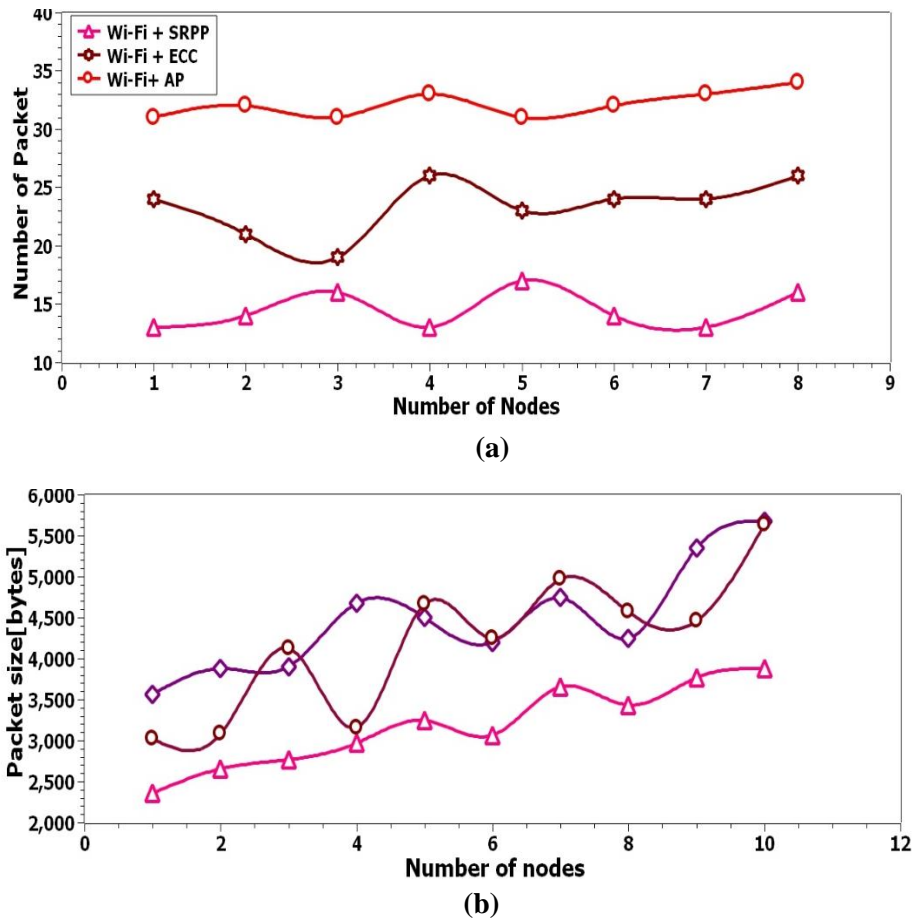 40
35
30
25
20
15
10
Number of Packet
Wi-Fi + SRPP
Wi-Fi + ECC
Wi-Fi+ AP
0 1 2 3 4 5 6 7 8 9
Number of Nodes
(a)
6,000
5,500
5,000
4,500
4,000
3,500
3,000
2,500
2,000
Packet size[bytes]
0 2 4 6 8 10 12
Number of nodes
(b)